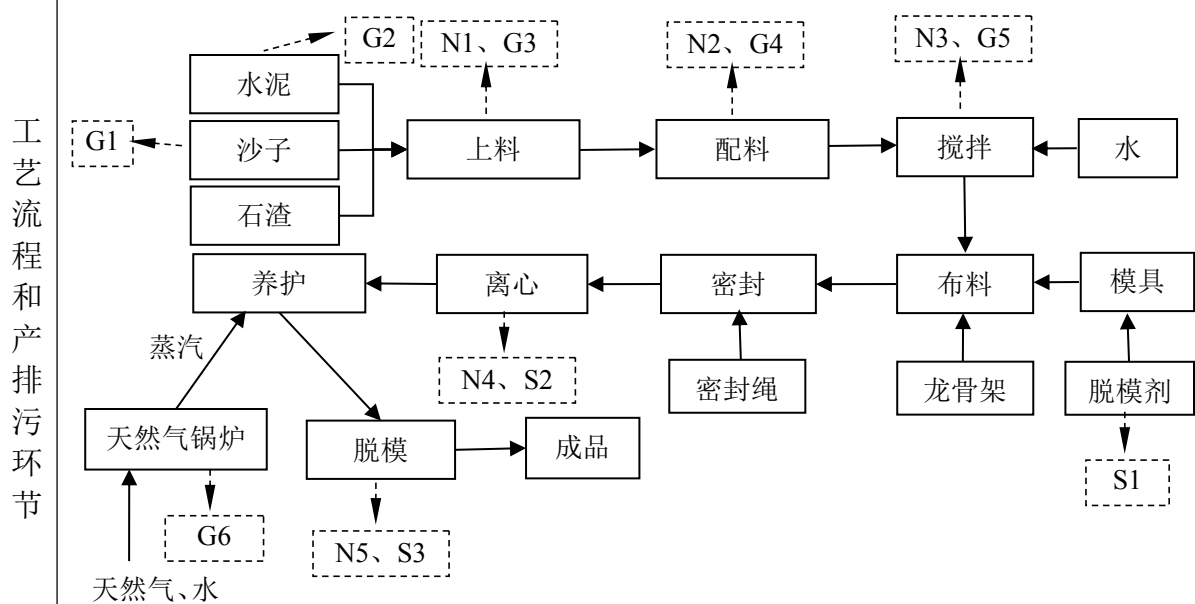 工艺流程和产排污环节
G2
N1、G3
N2、G4
N3、G5
水泥
G1
沙子
上料
配料
搅拌
水
石渣
养护
离心
密封
布料
模具
蒸汽
N4、S2
密封绳
龙骨架
脱模剂
天然气锅炉
脱模
成品
S1
G6
N5、S3
天然气、水